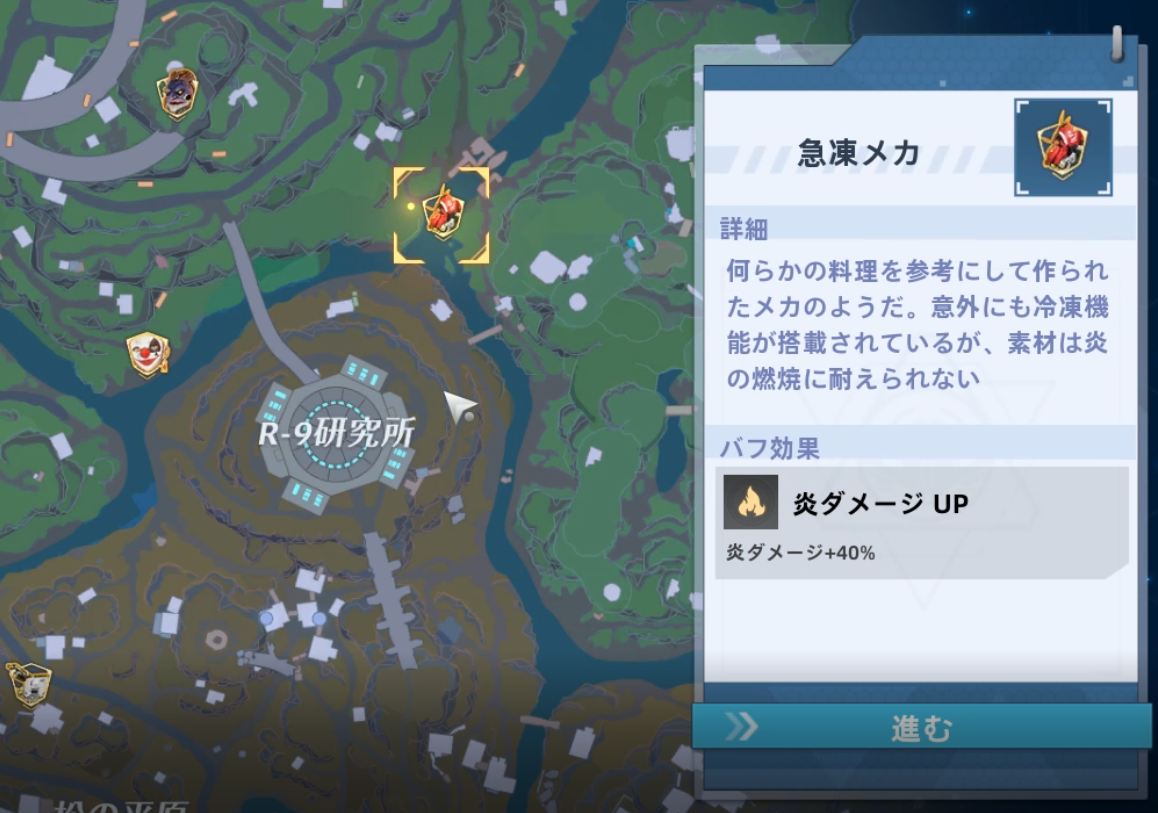 急凍メカ
詳細
何らかの料理を参考にして作られ
たメカのようだ。意外にも冷凍機
能が搭載されているが、素材は炎
の燃焼に耐えられない
バフ効果
炎ダメージ UP
炎ダメージ+40%
進む
R-9研究所
松の平原